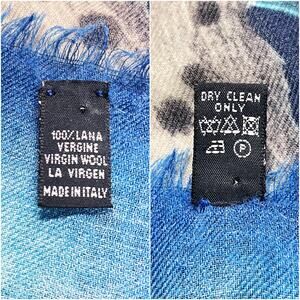 100% LANA
VERGINE
VIRGIN WOOL
LA VIRGEN
MADE IN ITALY
DRY CLEAN
ONLY
P